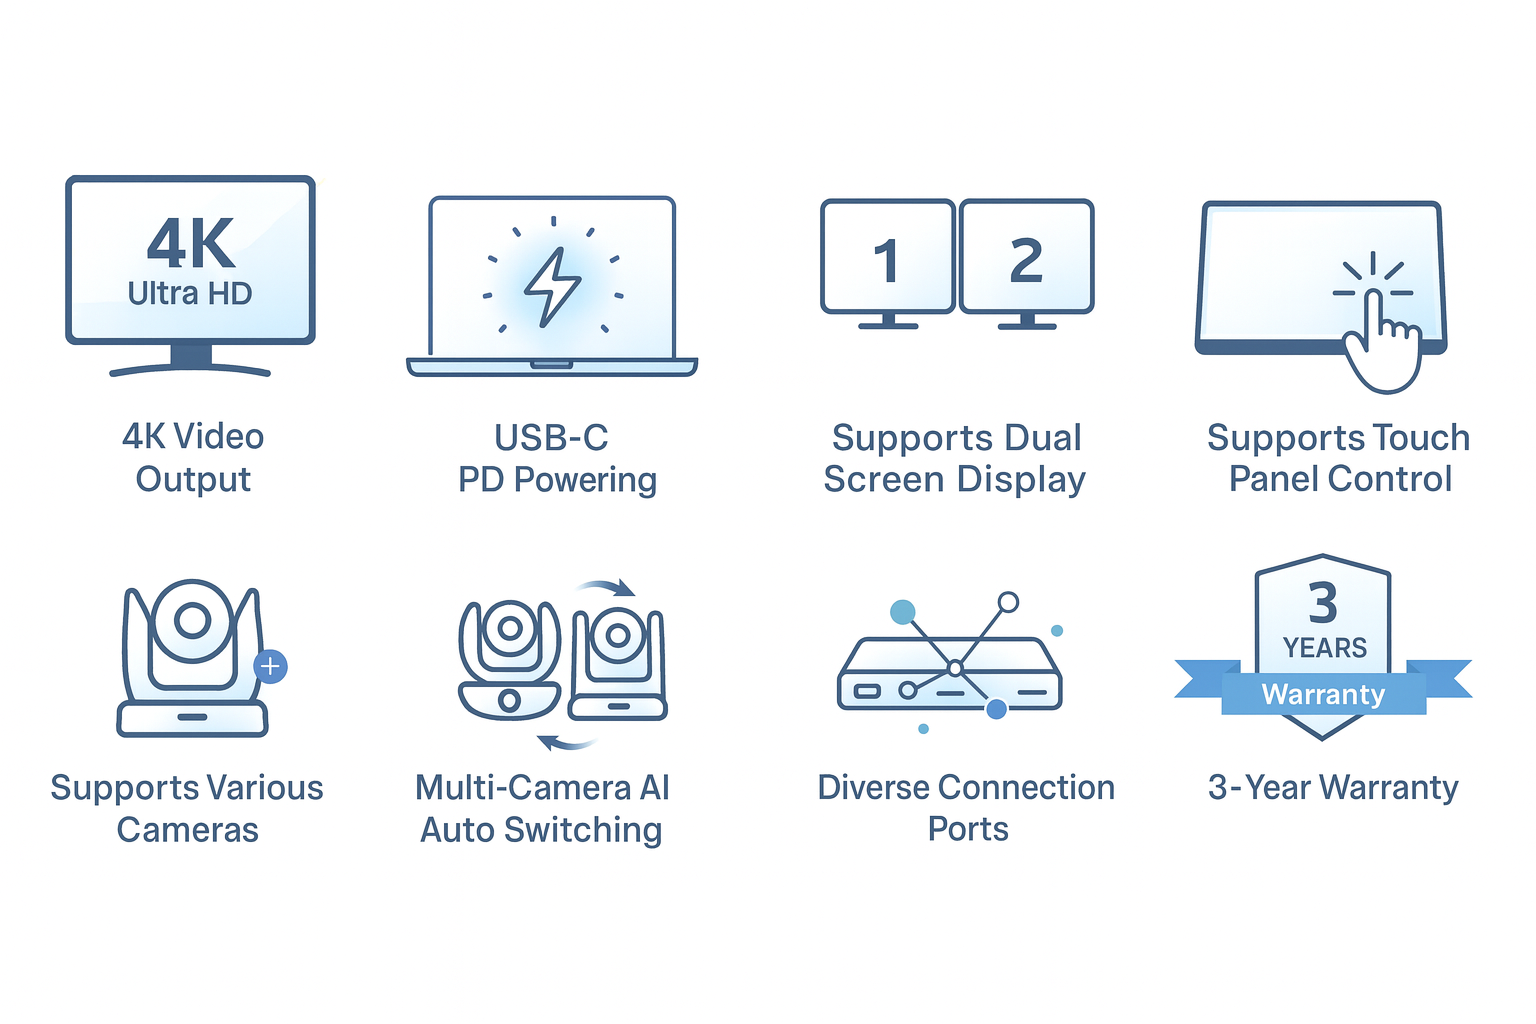 4K
Ultra HD
4K Video
Output
USB-C
PD Powering
1
2
Supports Dual
Screen Display
Supports Touch
Panel Control
Supports Various
Cameras
Multi-Camera AI
Auto Switching
Diverse Connection
Ports
3
YEARS
Warranty
3-Year Warranty